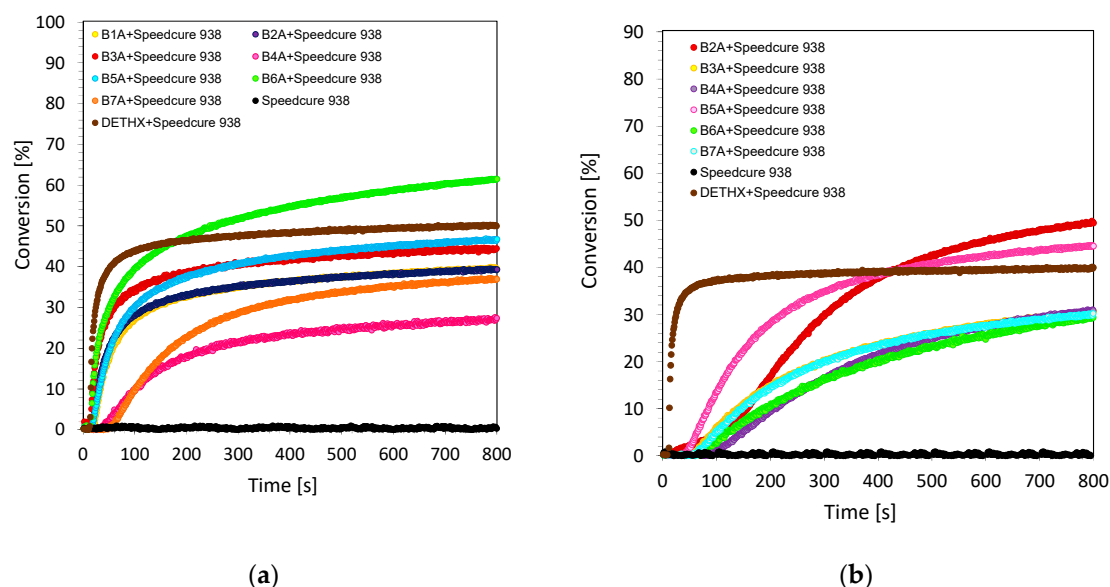 100
90
80
70
60
50
40
30
20
10
0
Conversion [%]
B1A+Speedcure 938 B2A+Speedcure 938
B3A+Speedcure 938 B4A+Speedcure 938
B5A+Speedcure 938 B6A+Speedcure 938
B7A+Speedcure 938 Speedcure 938
DETHX+Speedcure 938
0 100 200 300 400 500 600 700 800
Time [s]
(a)
90
80
70
60
50
40
30
20
10
0
Conversion [%]
B2A+Speedcure 938
B3A+Speedcure 938
B4A+Speedcure 938
B5A+Speedcure 938
B6A+Speedcure 938
B7A+Speedcure 938
Speedcure 938
DETHX+Speedcure 938
0 100 200 300 400 500 600 700 800
Time [s]
(b)